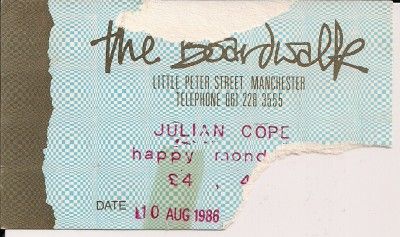 The Boardwalk
LITTLE PETER STREET MANCHESTER
TELEPHONE 061 228 3555
JULIAN COPE
happy mond
£4 , 4
DATE 10 AUG 1986